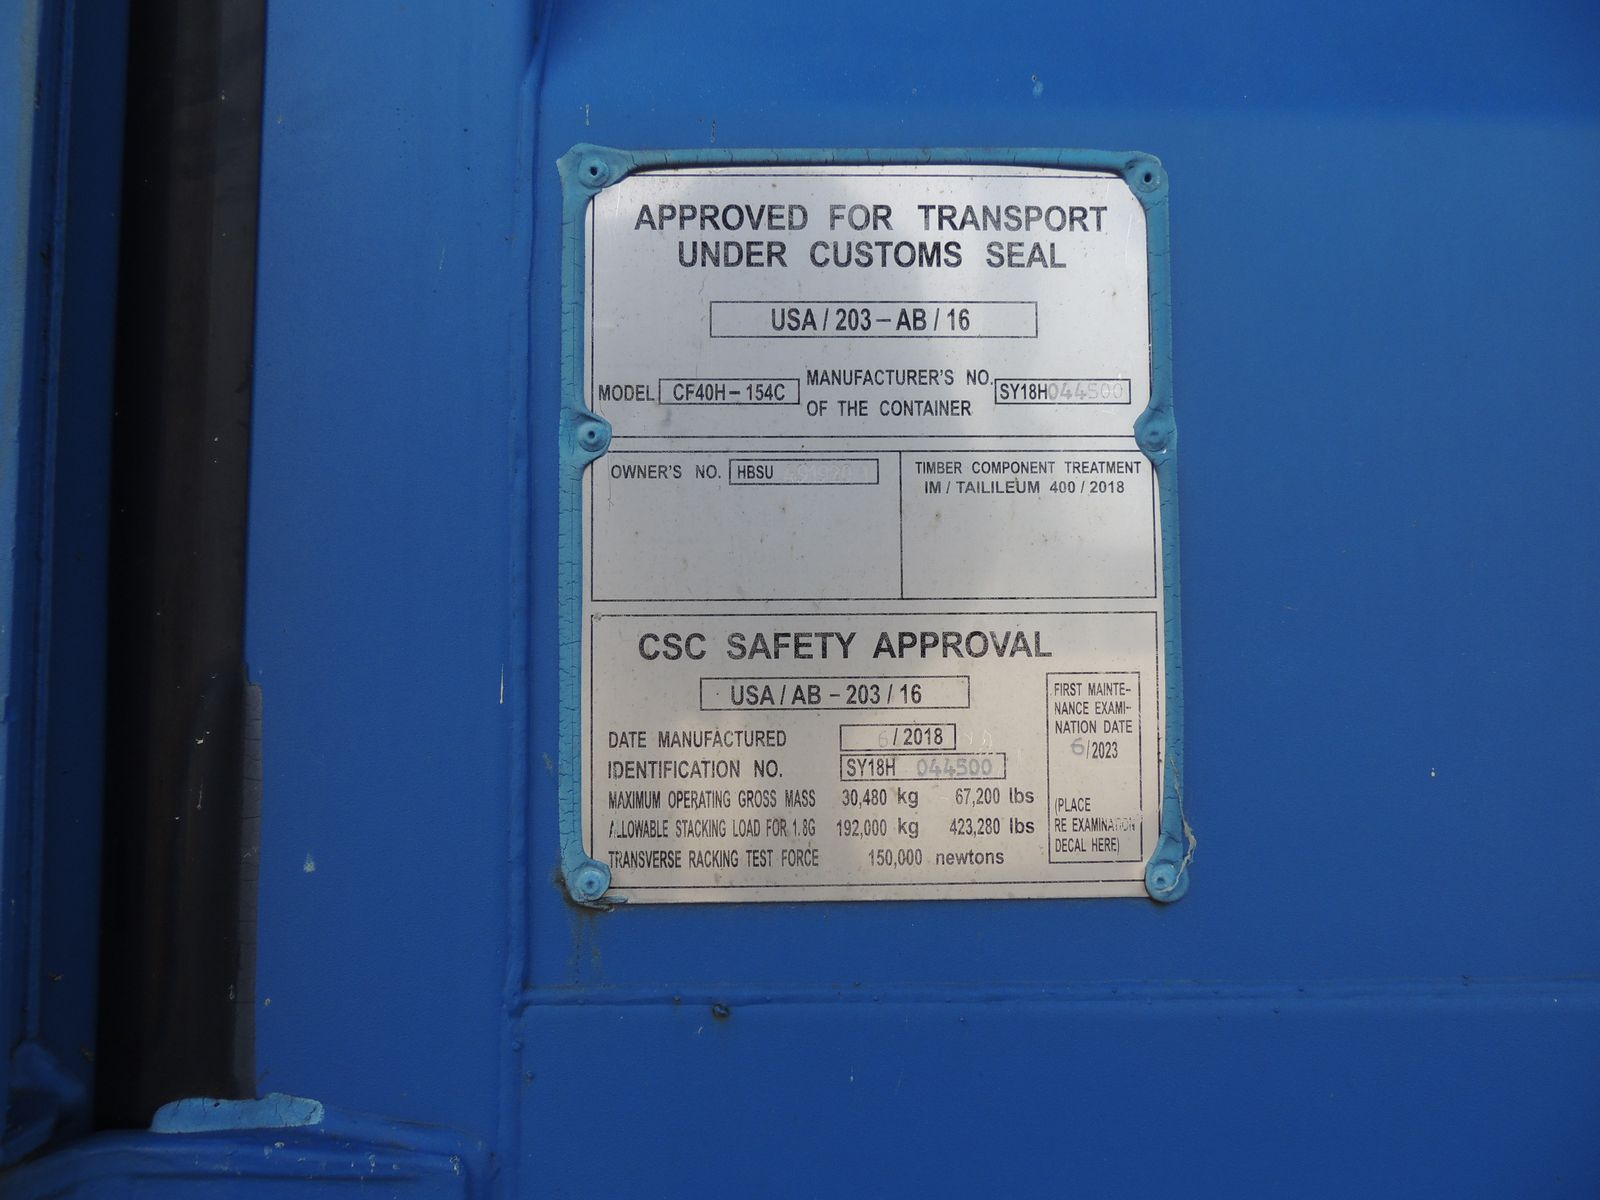 APPROVED FOR TRANSPORT
UNDER CUSTOMS SEAL
USA / 203 – AB / 16
MODEL CF40H – 154C
MANUFACTURER'S NO.
OF THE CONTAINER
SY18H044500
OWNER'S NO. HBSU
TIMBER COMPONENT TREATMENT
IM / TAILILEUM 400 / 2018
CSC SAFETY APPROVAL
USA / AB – 203 / 16
DATE MANUFACTURED 6 / 2018
IDENTIFICATION NO. SY18H 044500
MAXIMUM OPERATING GROSS MASS 30,480 kg 67,200 lbs
ALLOWABLE STACKING LOAD FOR 1.8G 192,000 kg 423,280 lbs
TRANSVERSE RACKING TEST FORCE 150,000 newtons
FIRST MAINTE-
NANCE EXAMI-
NATION DATE
6/2023
(PLACE
RE EXAMINATION
DECAL HERE)